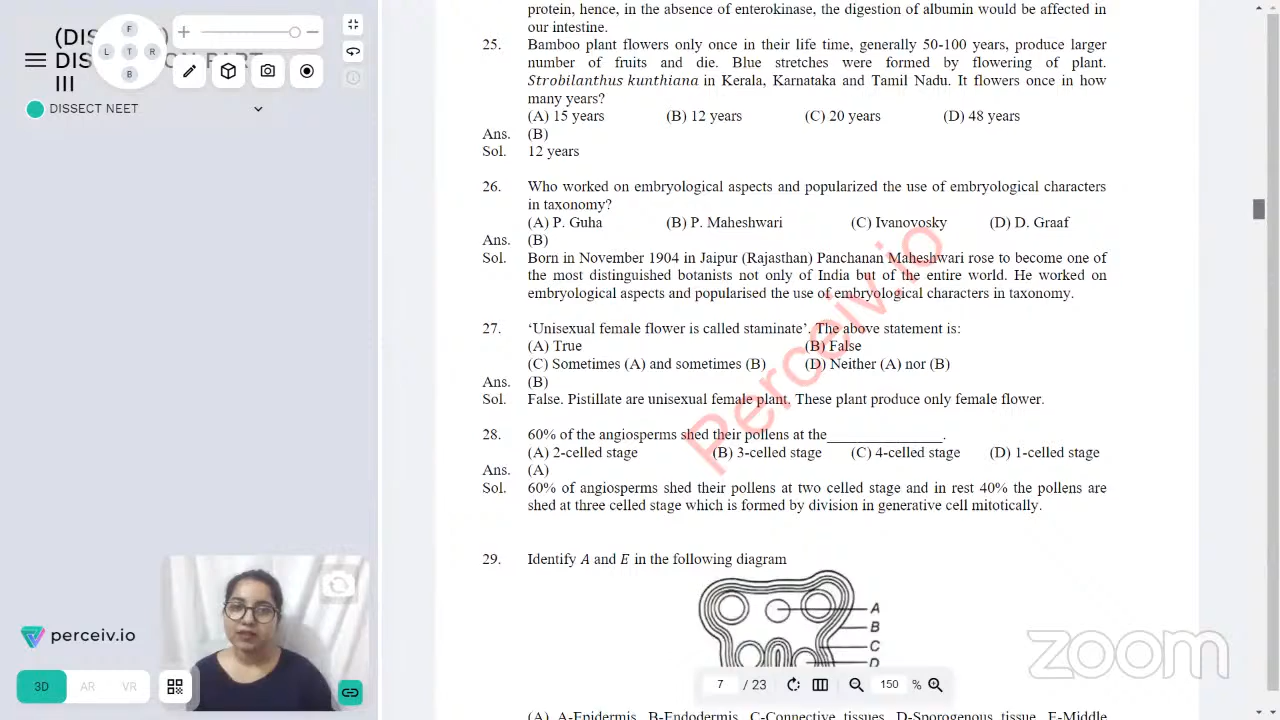 protein, hence, in the absence of enterokinase, the digestion of albumin would be affected in
our intestine.
25. Bamboo plant flowers only once in their life time, generally 50-100 years, produce larger
number of fruits and die. Blue stretches were formed by flowering of plant.
Strobilanthus kunthiana in Kerala, Karnataka and Tamil Nadu. It flowers once in how
many years?
(A) 15 years (B) 12 years (C) 20 years (D) 48 years
Ans. (B)
Sol. 12 years
26. Who worked on embryological aspects and popularized the use of embryological characters
in taxonomy?
(A) P. Guha (B) P. Maheshwari (C) Ivanovosky (D) D. Graaf
Ans. (B)
Sol. Born in November 1904 in Jaipur (Rajasthan) Panchanan Maheshwari rose to become one of
the most distinguished botanists not only of India but of the entire world. He worked on
embryological aspects and popularised the use of embryological characters in taxonomy.
27. ‘Unisexual female flower is called staminate’. The above statement is:
(A) True (B) False
(C) Sometimes (A) and sometimes (B) (D) Neither (A) nor (B)
Ans. (B)
Sol. False. Pistillate are unisexual female plant. These plant produce only female flower.
28. 60% of the angiosperms shed their pollens at the_______________.
(A) 2-celled stage (B) 3-celled stage (C) 4-celled stage (D) 1-celled stage
Ans. (A)
Sol. 60% of angiosperms shed their pollens at two celled stage and in rest 40% the pollens are
shed at three celled stage which is formed by division in generative cell mitotically.
29. Identify A and E in the following diagram
A
B
C
D
(A) A-Epidermis, B-Endodermis, C-Connective tissues, D-Sporogenous tissue, E-Middle
Perceiv.io
7 / 23 150 %
(DIS
DIS
III
DISSECT NEET
F
L T R
B
perceiv.io
3D AR VR
zoom